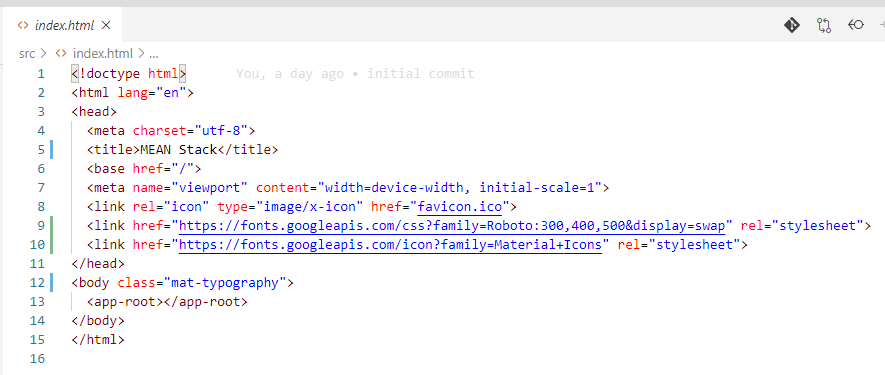 index.html
src > index.html > ...
1 <!doctype html> You, a day ago • initial commit
2 <html lang="en">
3 <head>
4 <meta charset="utf-8">
5 <title>MEAN Stack</title>
6 <base href="/">
7 <meta name="viewport" content="width=device-width, initial-scale=1">
8 <link rel="icon" type="image/x-icon" href="favicon.ico">
9 <link href="https://fonts.googleapis.com/css?family=Roboto:300,400,500&display=swap" rel="stylesheet">
10 <link href="https://fonts.googleapis.com/icon?family=Material+Icons" rel="stylesheet">
11 </head>
12 <body class="mat-typography">
13 <app-root></app-root>
14 </body>
15 </html>
16